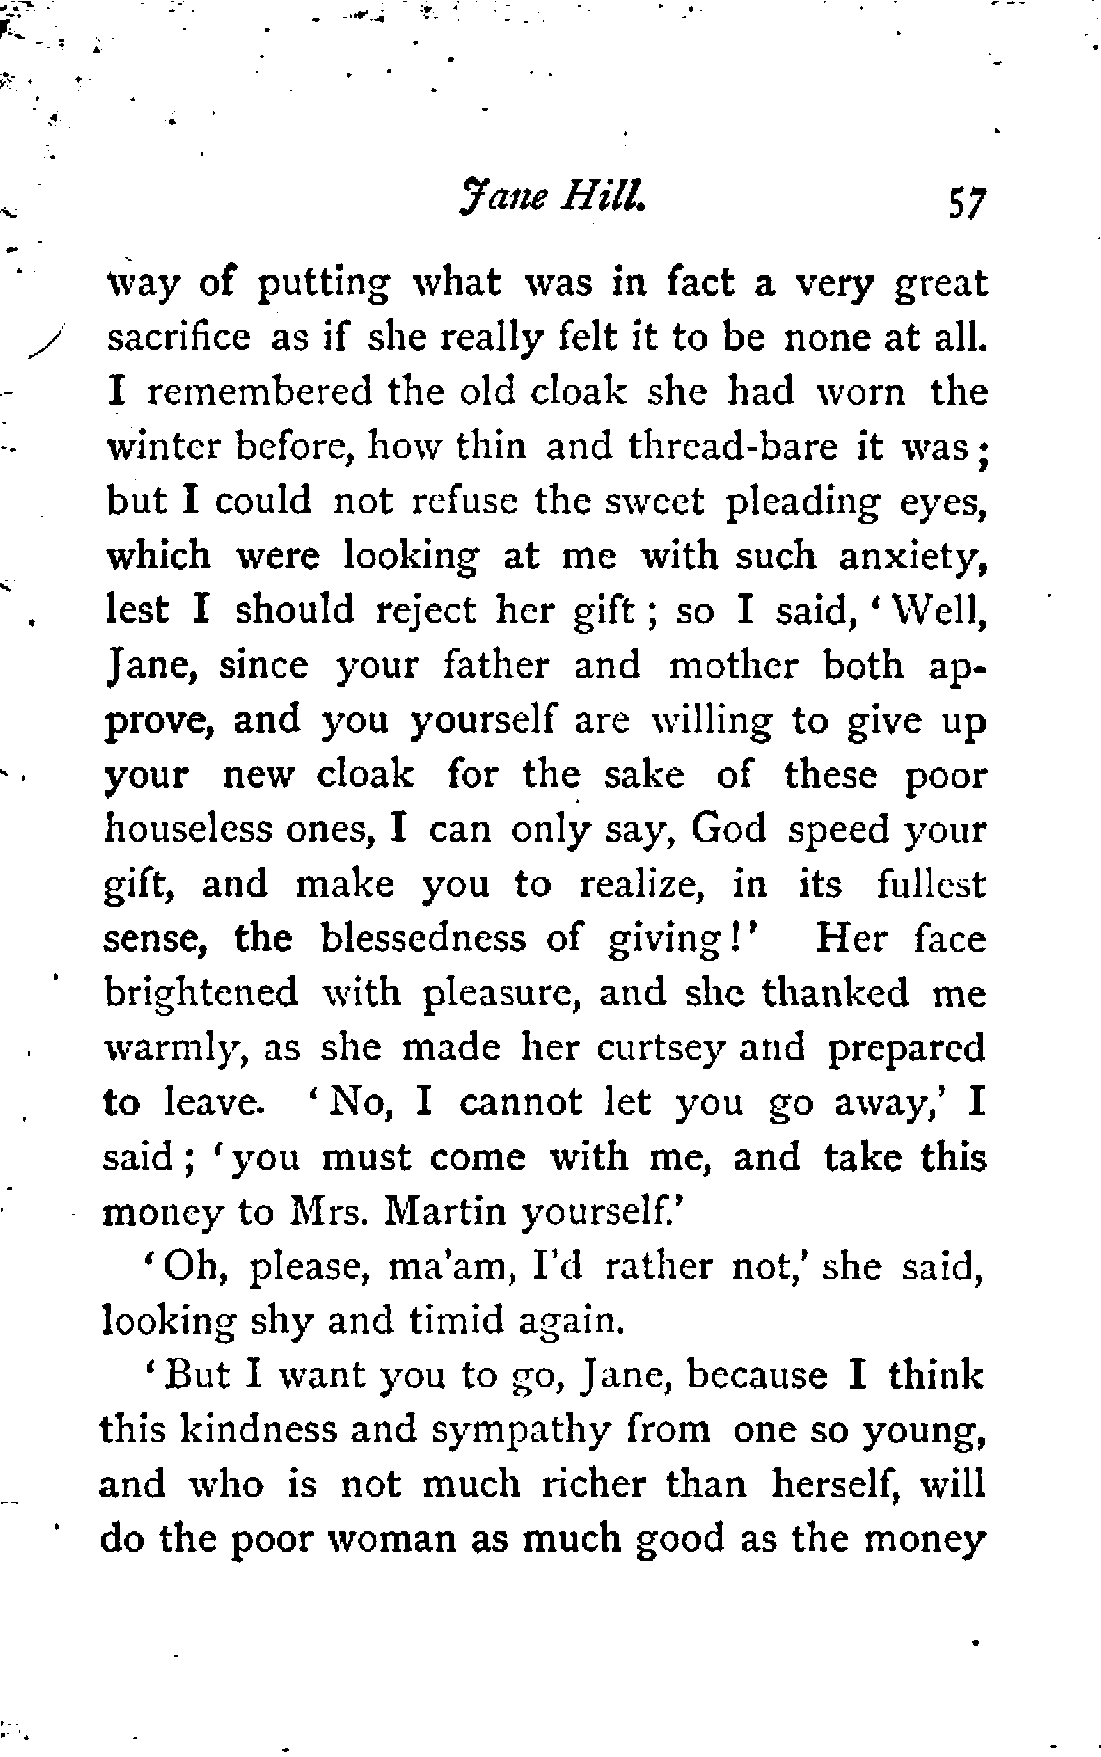 Jane Hill. 57
way of putting what was in fact a very great
sacrifice as if she really felt it to be none at all.
I remembered the old cloak she had worn the
winter before, how thin and thread-bare it was;
but I could not refuse the sweet pleading eyes,
which were looking at me with such anxiety,
lest I should reject her gift; so I said, ‘Well,
Jane, since your father and mother both ap-
prove, and you yourself are willing to give up
your new cloak for the sake of these poor
houseless ones, I can only say, God speed your
gift, and make you to realize, in its fullest
sense, the blessedness of giving!’ Her face
brightened with pleasure, and she thanked me
warmly, as she made her curtsey and prepared
to leave. ‘No, I cannot let you go away,’ I
said; ‘you must come with me, and take this
money to Mrs. Martin yourself.’
‘Oh, please, ma’am, I’d rather not,’ she said,
looking shy and timid again.
‘But I want you to go, Jane, because I think
this kindness and sympathy from one so young,
and who is not much richer than herself, will
do the poor woman as much good as the money